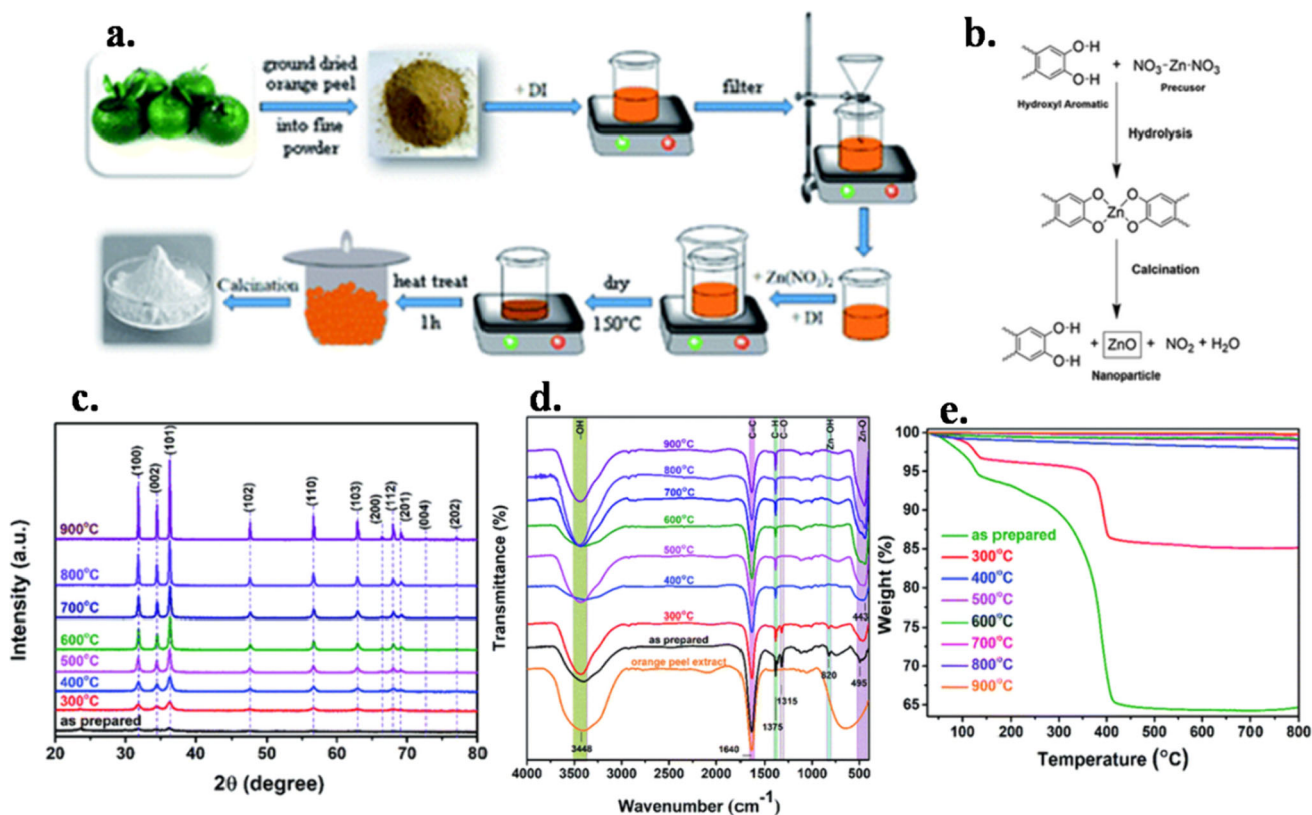 a.
ground dried
orange peel
into fine
powder
+ DI
filter
+ Zn(NO3)2
+ DI
dry
150°C
heat treat
1h
Calcination
b.
O·H
O·H
+ NO3-Zn·NO3
Hydroxyl Aromatic
Precusor
Hydrolysis
O O
Zn
O O
Calcination
O·H
O·H
+ ZnO + NO2 + H2O
Nanoparticle
c.
(100)
(002)
(101)
(102)
(110)
(103)
(200)
(112)
(201)
(004)
(202)
900°C
800°C
700°C
600°C
500°C
400°C
300°C
as prepared
Intensity (a.u.)
20 30 40 50 60 70 80
2θ (degree)
d.
-OH
C=C
C-H
C-O
Zn-OH
Zn-O
900°C
800°C
700°C
600°C
500°C
400°C
443
300°C
as prepared
orange peel extract
3448
1640
1375
1315
820
495
Transmittance (%)
4000 3500 3000 2500 2000 1500 1000 500
Wavenumber (cm-1)
e.
100
95
90
85
80
75
70
65
Weight (%)
as prepared
300°C
400°C
500°C
600°C
700°C
800°C
900°C
100 200 300 400 500 600 700 800
Temperature (°C)